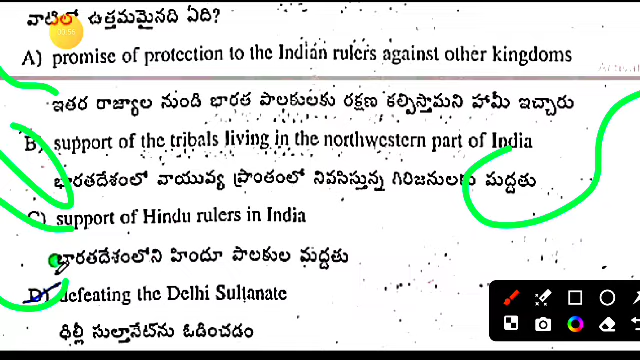 వాటిలో ఉత్తమమైనది ఏది?
A) promise of protection to the Indian rulers against other kingdoms
ఇతర రాజ్యాల నుండి భారత పాలకులకు రక్షణ కల్పిస్తామని హామీ ఇచ్చారు
B) support of the tribals living in the northwestern part of India
భారతదేశంలో వాయువ్య ప్రాంతంలో నివసిస్తున్న గిరిజనులకు మద్దతు
C) support of Hindu rulers in India
భారతదేశంలోని హిందూ పాలకుల మద్దతు
D) defeating the Delhi Sultanate
ఢిల్లీ సుల్తానేట్‌ను ఓడించడం